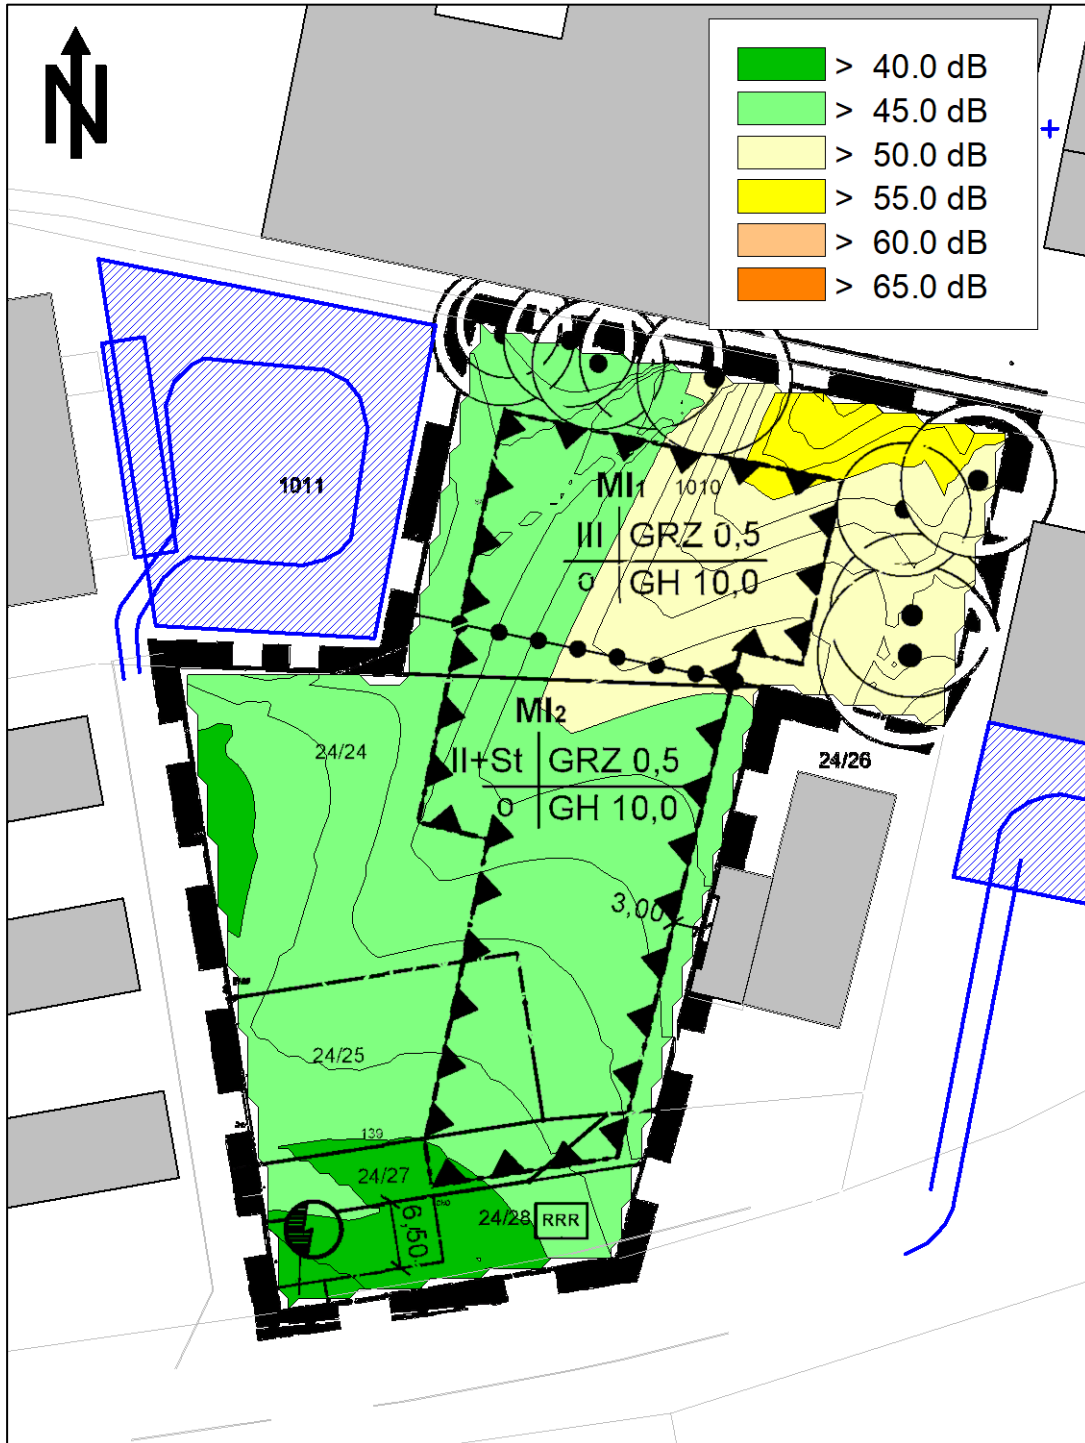 N
> 40.0 dB
> 45.0 dB
> 50.0 dB
> 55.0 dB
> 60.0 dB
> 65.0 dB
1011
MI1 1010
III GRZ 0,5
o GH 10,0
MI2
24/24
II+St GRZ 0,5
24/26
o GH 10,0
3,00
24/25
139
24/27
6,50
24/28 RRR